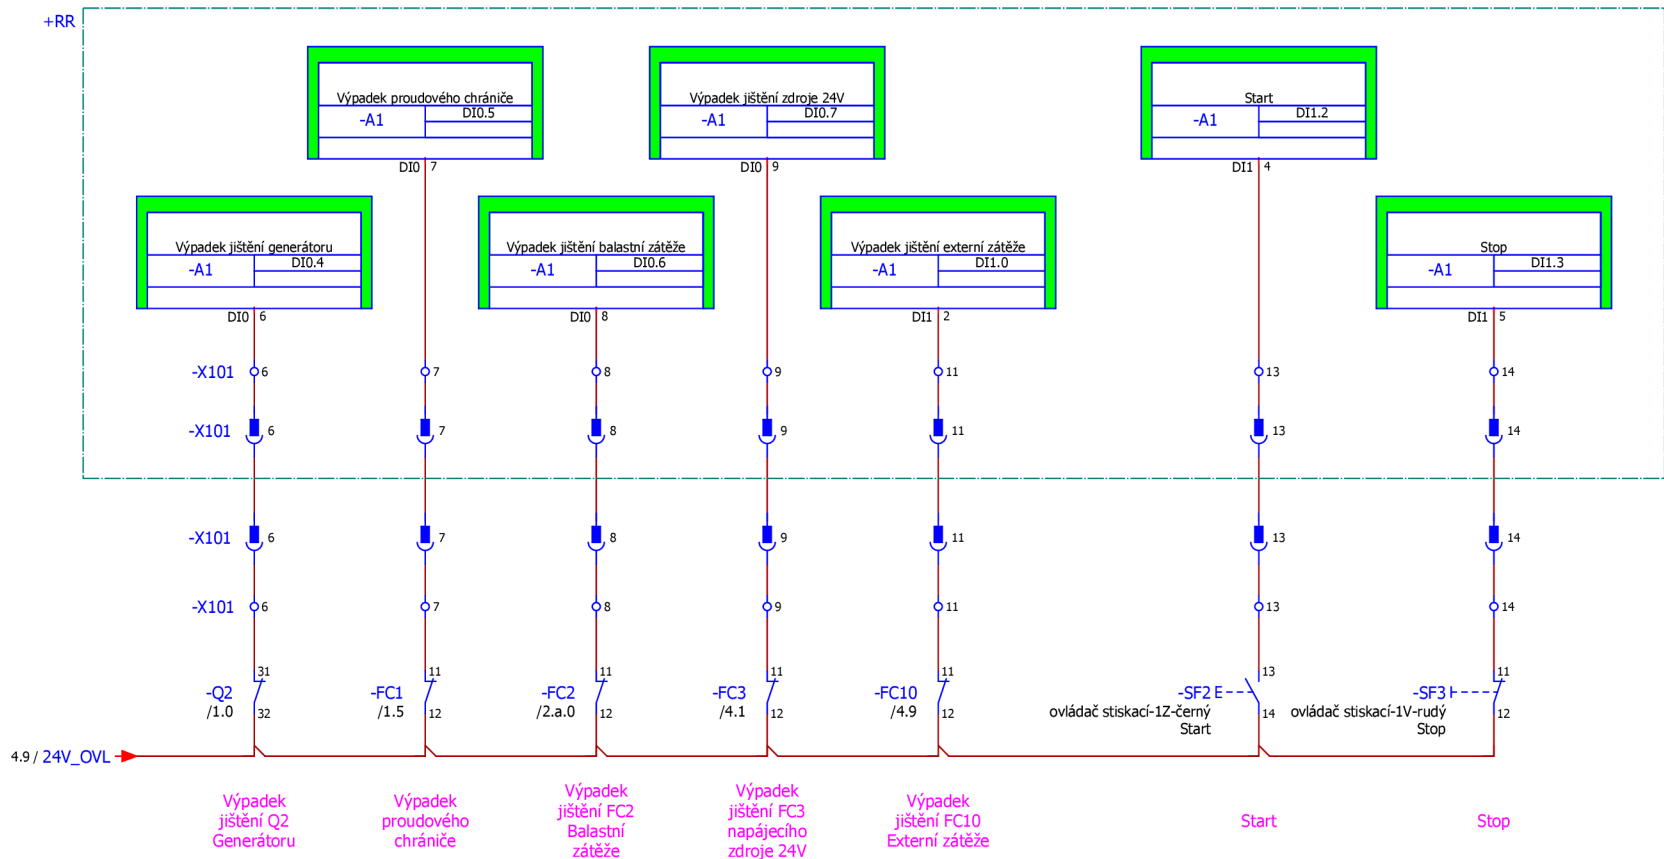 +RR
Výpadek proudového chrániče
-A1
DI0.5
DI0 7
Výpadek jištění zdroje 24V
-A1
DI0.7
DI0 9
Start
-A1
DI1.2
DI1 4
Výpadek jištění generátoru
-A1
DI0.4
DI0 6
Výpadek jištění balastní zátěže
-A1
DI0.6
DI0 8
Výpadek jištění externí zátěže
-A1
DI1.0
DI1 2
Stop
-A1
DI1.3
DI1 5
-X101 6 7 8 9 11 13 14
-X101 6 7 8 9 11 13 14
-X101 6 7 8 9 11 13 14
-X101 6 7 8 9 11 13 14
31
-Q2
/1.0
32
11
-FC1
/1.5
12
11
-FC2
/2.a.0
12
11
-FC3
/4.1
12
11
-FC10
/4.9
12
13
-SF2
ovládač stiskací-1Z-černý
14
Start
11
-SF3
ovládač stiskací-1V-rudý
12
Stop
4.9 / 24V_OVL
Výpadek
jištění Q2
Generátoru
Výpadek
proudového
chrániče
Výpadek
jištění FC2
Balastní
zátěže
Výpadek
jištění FC3
napájecího
zdroje 24V
Výpadek
jištění FC10
Externí zátěže
Start
Stop